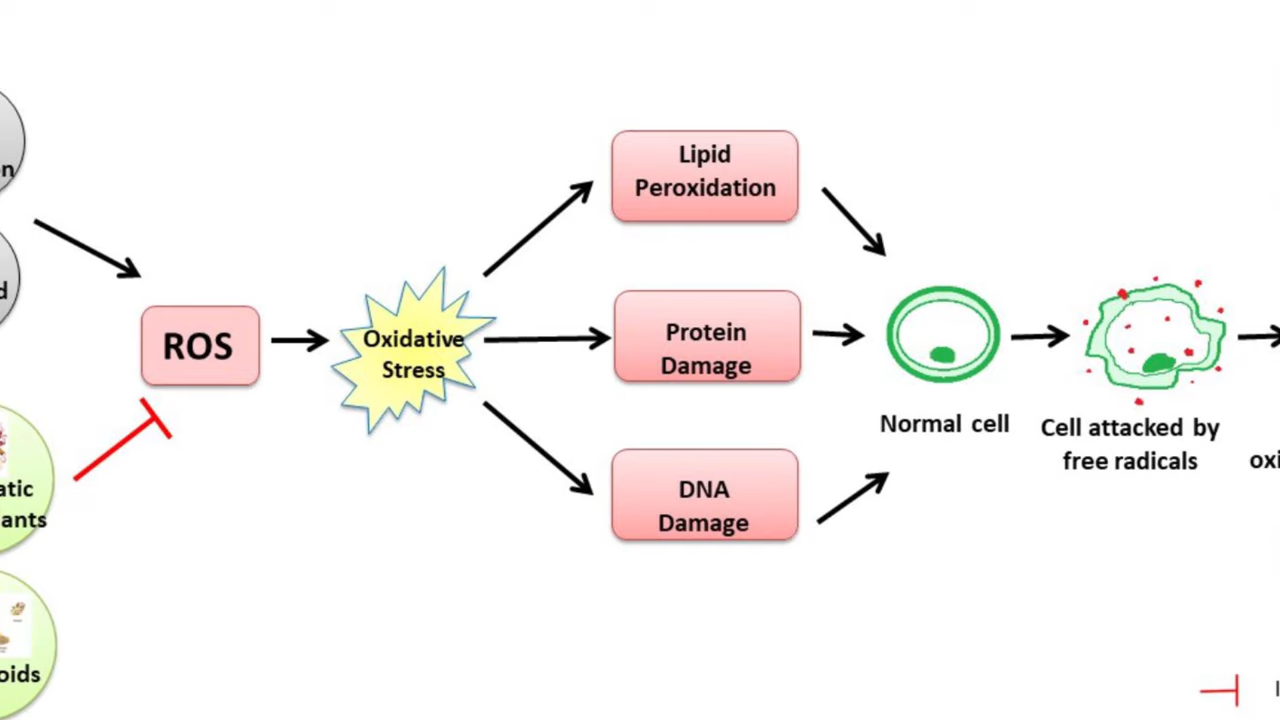 Lipid
Peroxidation
ROS
Oxidative
Stress
Protein
Damage
Normal cell
Cell attacked by
free radicals
DNA
Damage